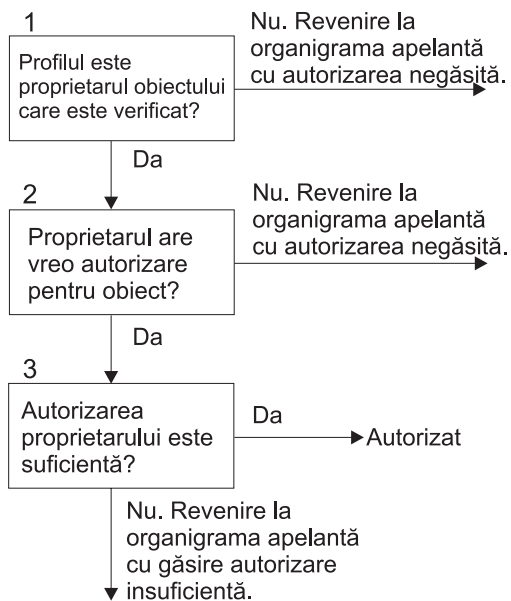 1
Profilul este
proprietarul obiectului
care este verificat?
Nu. Revenire la
organigrama apelantă
cu autorizarea negăsită.
Da
2
Proprietarul are
vreo autorizare
pentru obiect?
Nu. Revenire la
organigrama apelantă
cu autorizarea negăsită.
Da
3
Autorizarea
proprietarului este
suficientă?
Da
Autorizat
Nu. Revenire la
organigrama apelantă
cu găsire autorizare
insuficientă.